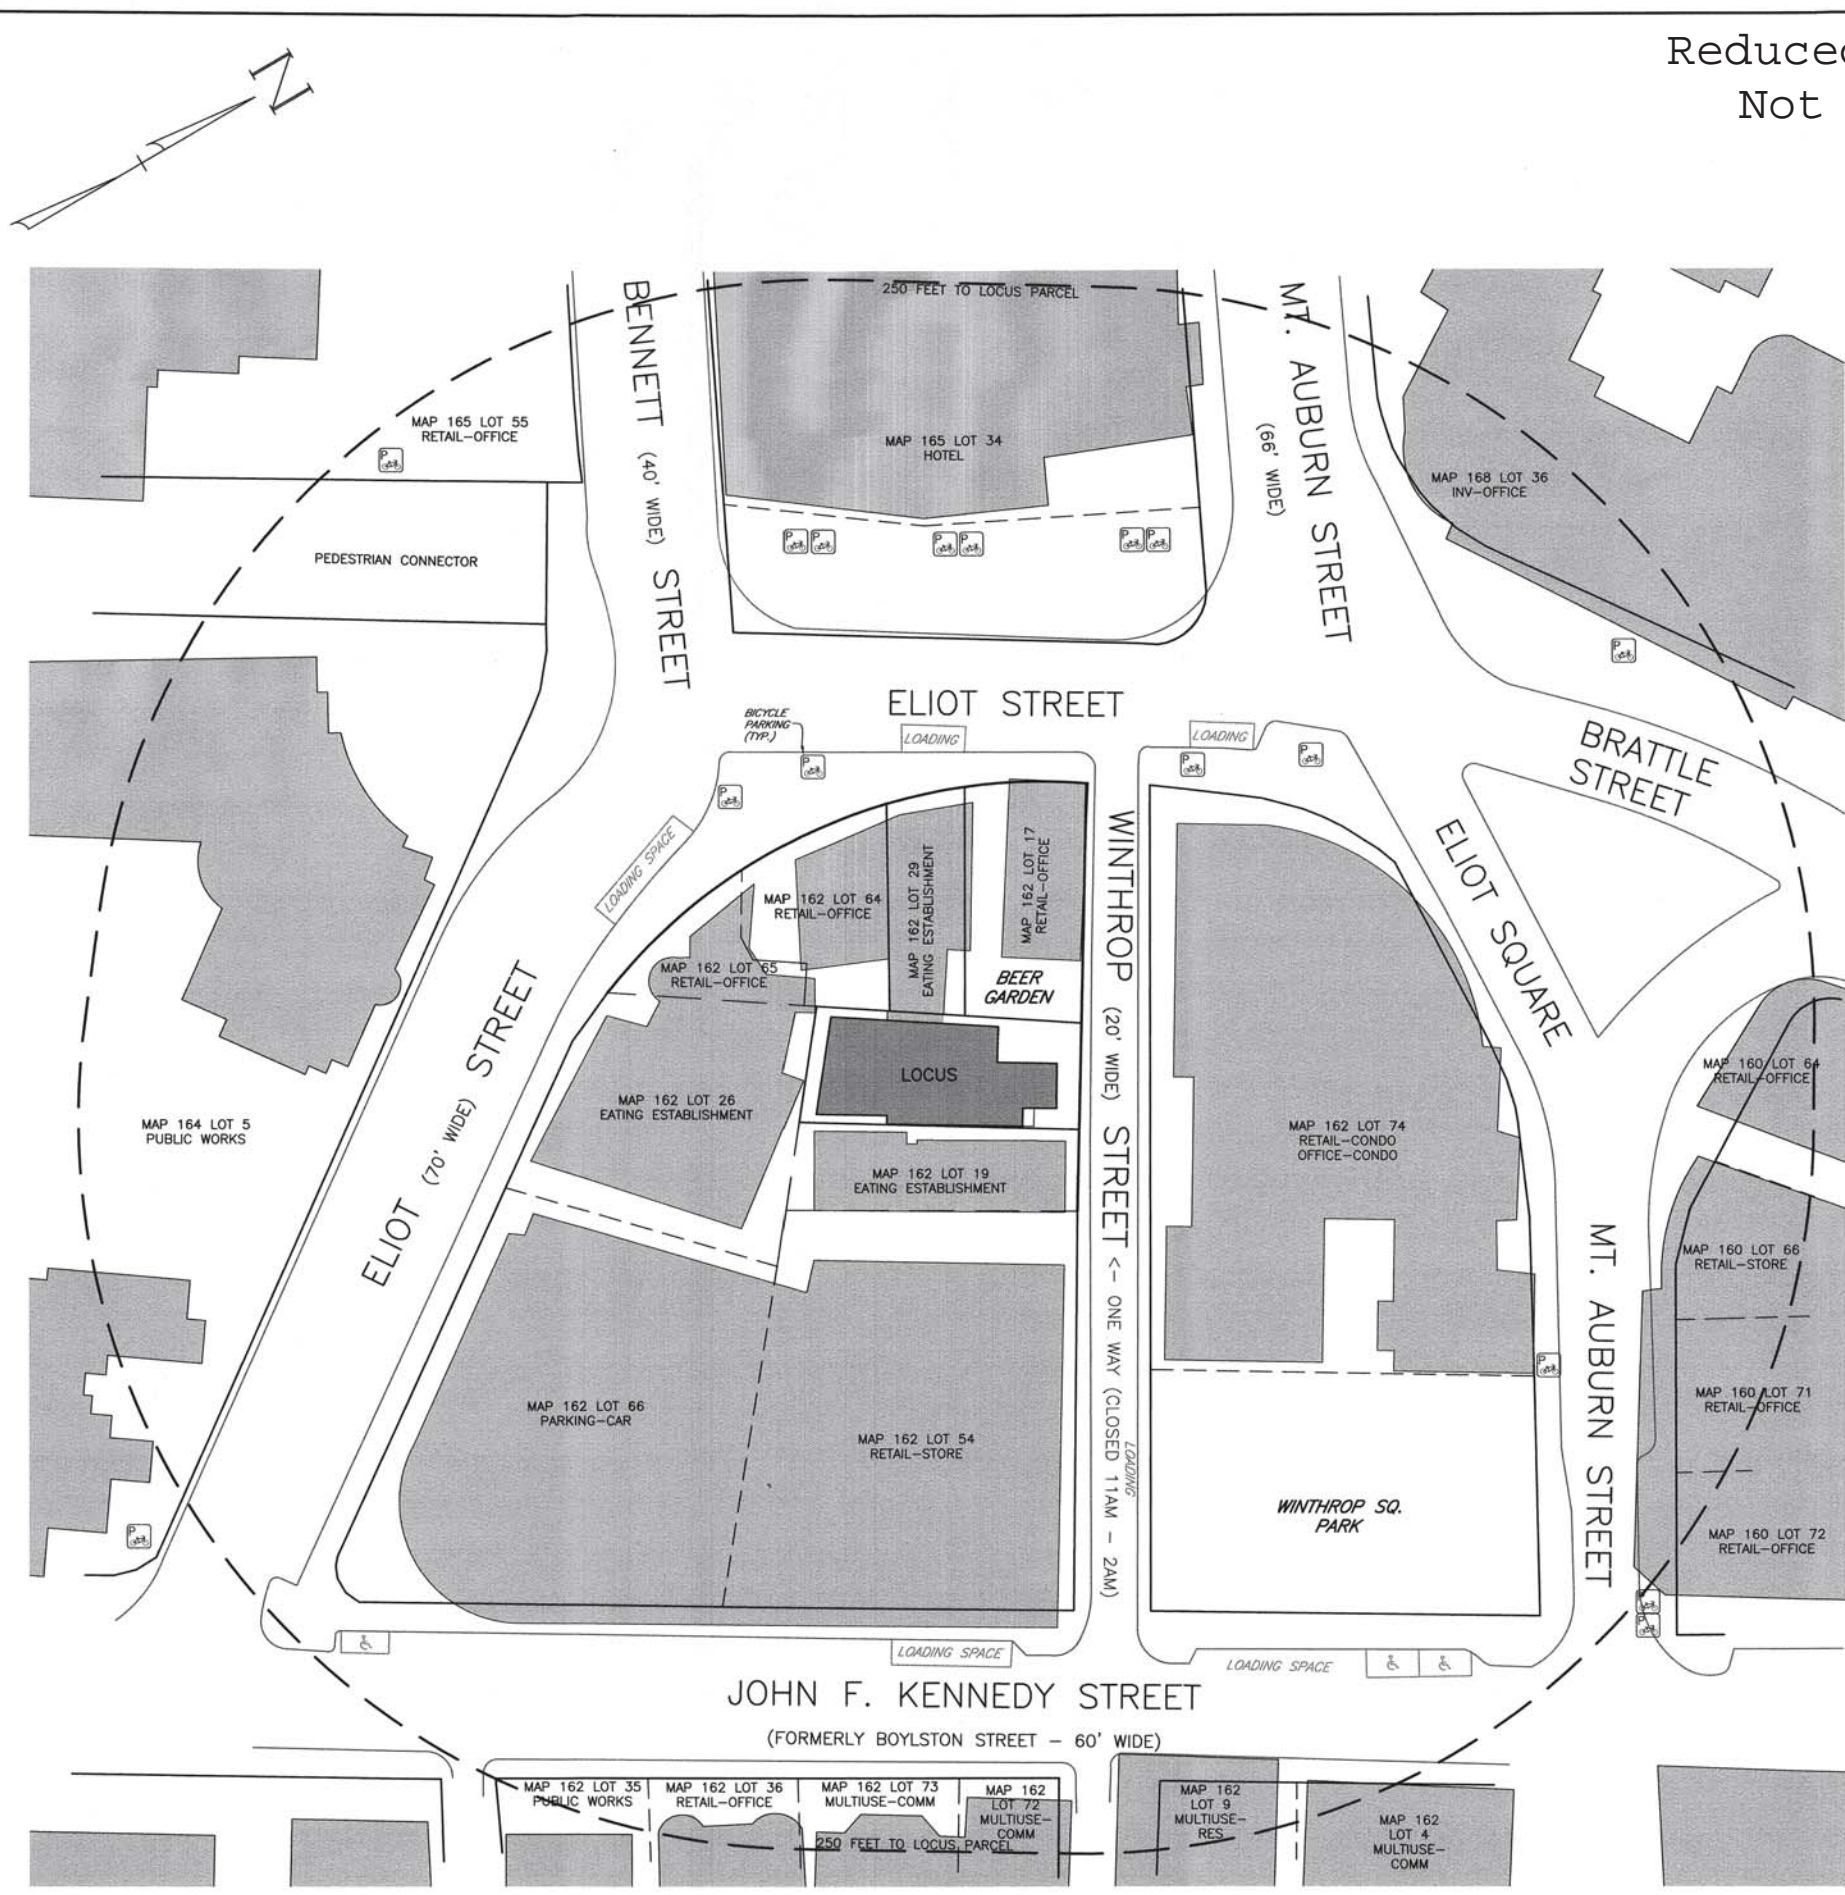 Reduced
Not
N
250 FEET TO LOCUS PARCEL
BENNETT (40' WIDE) STREET
MT. AUBURN STREET
(66' WIDE)
MAP 165 LOT 55
RETAIL-OFFICE
MAP 165 LOT 34
HOTEL
MAP 168 LOT 36
INV-OFFICE
PEDESTRIAN CONNECTOR
ELIOT STREET
BICYCLE
PARKING
(TYP.)
LOADING
LOADING
BRATTLE
STREET
ELIOT SQUARE
LOADING SPACE
MAP 162 LOT 64
RETAIL-OFFICE
MAP 162 LOT 29
EATING ESTABLISHMENT
MAP 162 LOT 17
RETAIL-OFFICE
MAP 162 LOT 65
RETAIL-OFFICE
BEER
GARDEN
WINTHROP (20' WIDE) STREET <- ONE WAY (CLOSED 11AM - 2AM)
LOADING
ELIOT (70' WIDE) STREET
LOCUS
MAP 162 LOT 26
EATING ESTABLISHMENT
MAP 164 LOT 5
PUBLIC WORKS
MAP 162 LOT 19
EATING ESTABLISHMENT
MAP 162 LOT 74
RETAIL-CONDO
OFFICE-CONDO
MAP 160 LOT 64
RETAIL-OFFICE
MAP 160 LOT 66
RETAIL-STORE
MT. AUBURN STREET
MAP 160 LOT 71
RETAIL-OFFICE
MAP 162 LOT 66
PARKING-CAR
MAP 162 LOT 54
RETAIL-STORE
WINTHROP SQ.
PARK
MAP 160 LOT 72
RETAIL-OFFICE
LOADING SPACE
LOADING SPACE
JOHN F. KENNEDY STREET
(FORMERLY BOYLSTON STREET - 60' WIDE)
MAP 162 LOT 35
PUBLIC WORKS
MAP 162 LOT 36
RETAIL-OFFICE
MAP 162 LOT 73
MULTIUSE-COMM
MAP 162
LOT 72
MULTIUSE-
COMM
MAP 162
LOT 9
MULTIUSE-
RES
MAP 162
LOT 4
MULTIUSE-
COMM
250 FEET TO LOCUS PARCEL